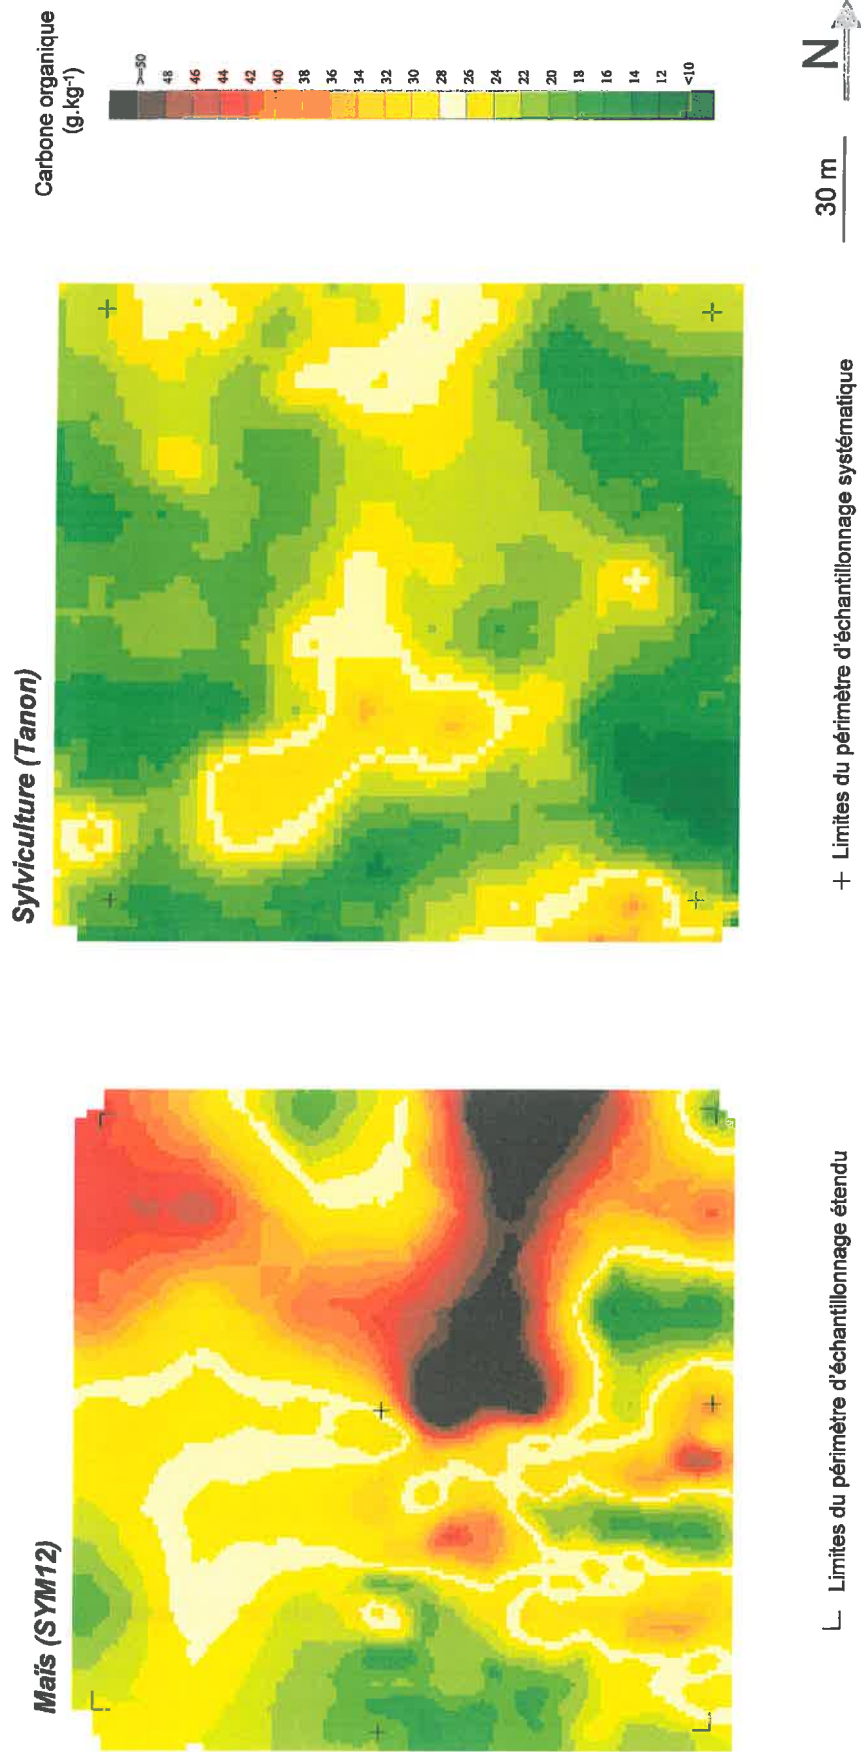 Maïs (SYM12)
Sylviculture (Tanon)
Carbone organique
(g.kg-1)
>=50
48
46
44
42
40
38
36
34
32
30
28
26
24
22
20
18
16
14
12
<10
L Limites du périmètre d'échantillonnage étendu
+ Limites du périmètre d'échantillonnage systématique
30 m
N